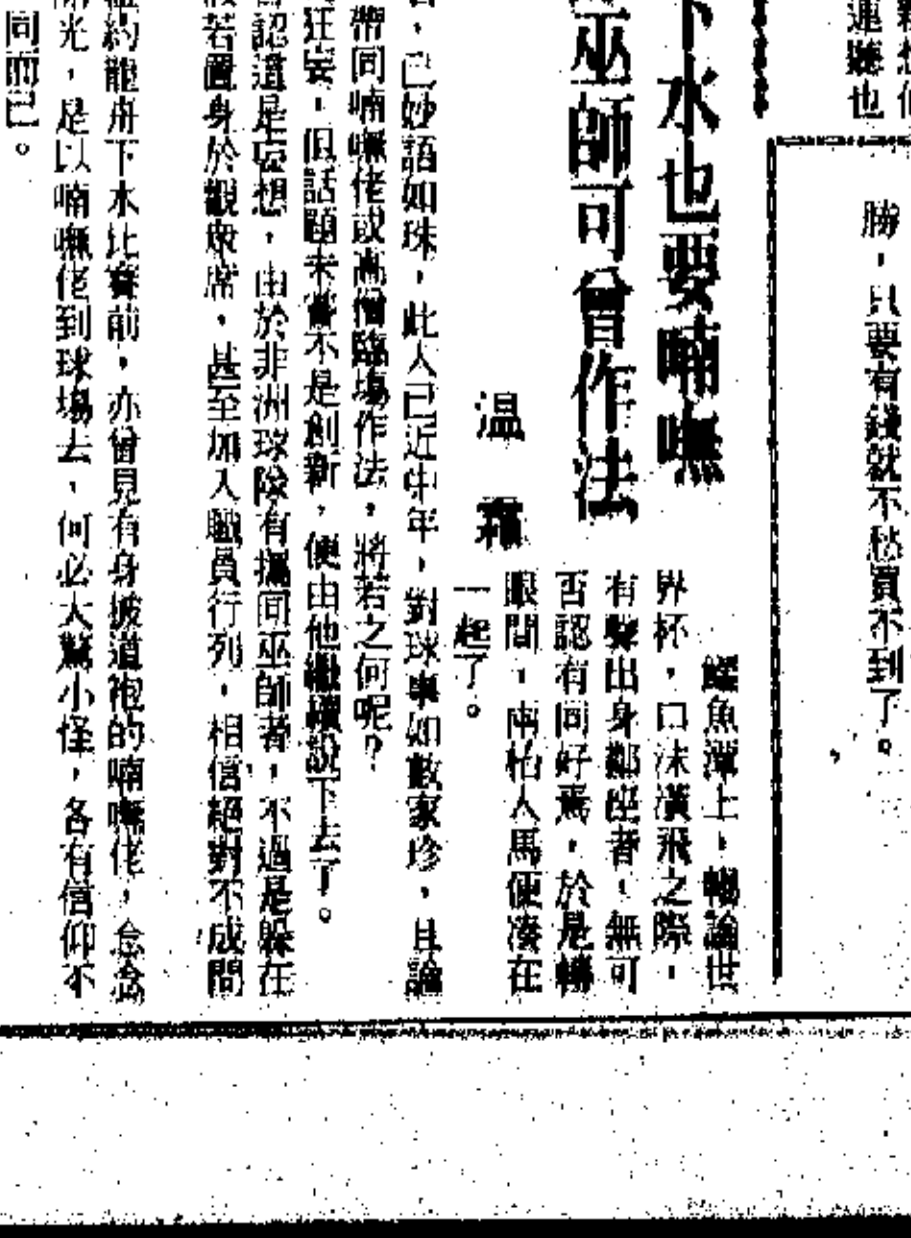 想
連聽也
勝，只要有錢就不愁買不到了。
下水也要喃嘸
巫師可曾作法
温 霜
鱷魚潭上，暢論世
界杯，口沫橫飛之際，
有聲出身鄰座者，無可
否認有同好焉，於是轉
眼間，兩枱人馬便湊在
一起了。
，已妙語如珠，此人已近中年，對球事如數家珍，且論
帶同喃嘸佬或高僧臨場作法，將若之何呢？
狂妄，但話題未嘗不是創新，便由他繼續說下去了。
認這是妄想，由於非洲球隊有攜同巫師者，不過是躲在
若置身於觀衆席，甚至加入職員行列，相信絕對不成問
約龍舟下水比賽前，亦曾見有身披道袍的喃嘸佬，念念
光，是以喃嘸佬到球場去，何必大驚小怪，各有信仰不
同而已。